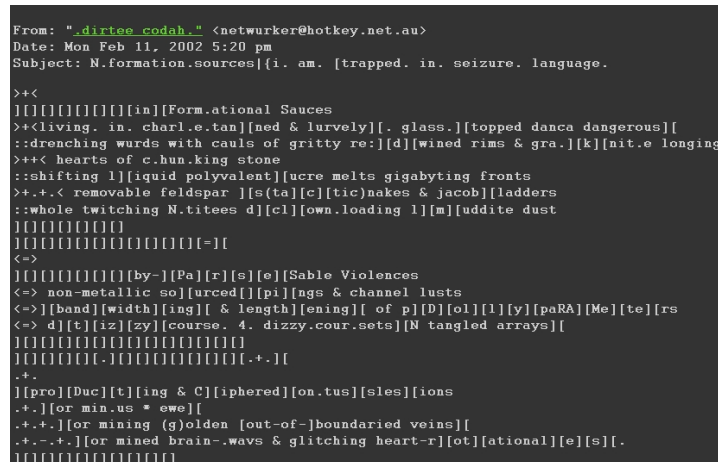 From: ".dirtee codah." <netwurker@hotkey.net.au>
Date: Mon Feb 11, 2002 5:20 pm
Subject: N.formation.sources|{i. am. [trapped. in. seizure. language.
>+<
][][][][][][][in][Form.ational Sauces
>+<living. in. charl.e.tan][ned & lurvely][. glass.][topped danca dangerous][
::drenching wurds with cauls of gritty re:][d][wined rims & gra.][k][nit.e longing
>++< hearts of c.hun.king stone
::shifting l][iquid polyvalent][ucre melts gigabyting fronts
>+.+.< removable feldspar ][s(ta][c][tic)nakes & jacob][ladders
::whole twitching N.titees d][cl][own.loading l][m][uddite dust
][][][][][][][]
][][][][][][][][][][][][=][
<=>
][][][][][][][by-][Pa][r][s][e][Sable Violences
<=> non-metallic so][urced[][pi][ngs & channel lusts
<=>][band][width][ing][ & length][ening][ of p][D][ol][l][y][paRA][Me][te][rs
<=> d][t][iz][zy][course. 4. dizzy.cour.sets][N tangled arrays][
][][][][][][][][][][][][][][]
][][][][][.][][][][][][][][][.+.][
.+.
][pro][Duc][t][ing & C][iphered][on.tus][sles][ions
.+.][or min.us * ewe][
.+.+.][or mining (g)olden [out-of-]boundaried veins][
.+.-.+.][or mined brain-.wavs & glitching heart-r][ot][ational][e][s][.
][][][][][][][][][][]